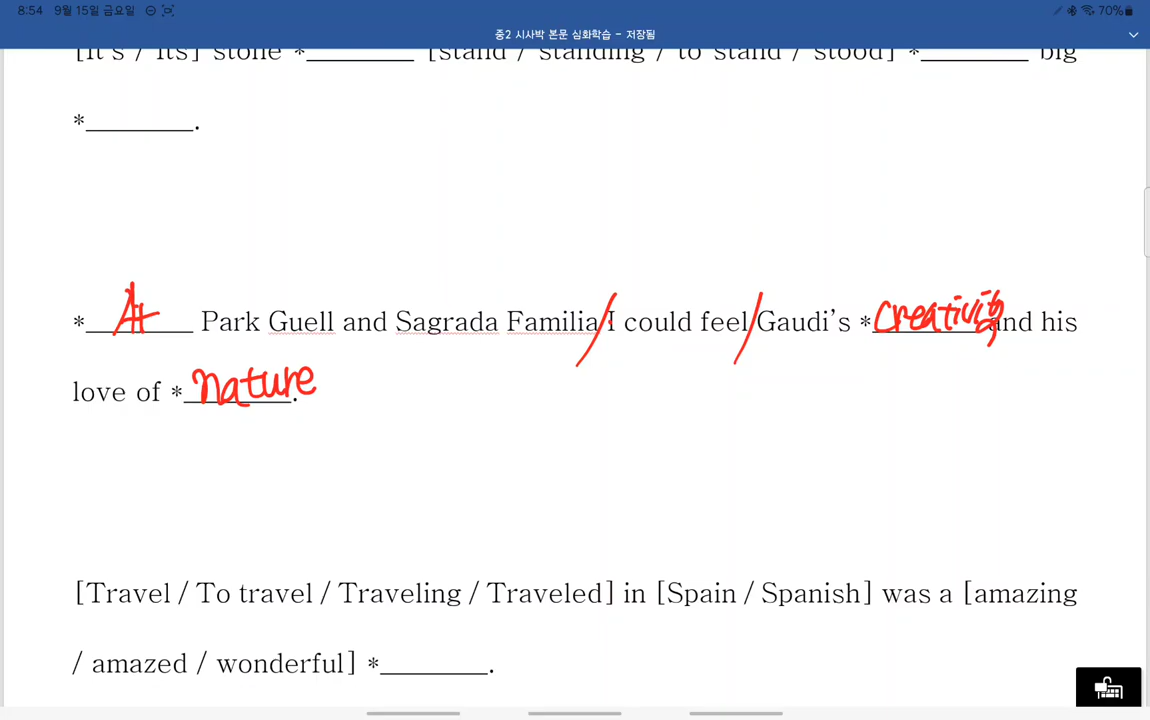 8:54 9월 15일 금요일 70%
중2 시사박 본문 심화학습 - 저장됨
[It's / Its] stone *________ [stand / standing / to stand / stood] *________ big
*________.
*At Park Guell and Sagrada Familia / I could feel / Gaudi's *creativity and his
love of *nature.
[Travel / To travel / Traveling / Traveled] in [Spain / Spanish] was a [amazing
/ amazed / wonderful] *________.